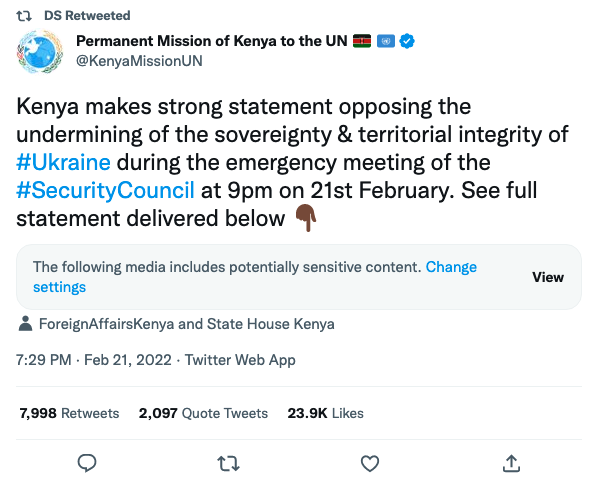 DS Retweeted
Permanent Mission of Kenya to the UN 🇰🇪 🇺🇳
@KenyaMissionUN
Kenya makes strong statement opposing the
undermining of the sovereignty & territorial integrity of
#Ukraine during the emergency meeting of the
#SecurityCouncil at 9pm on 21st February. See full
statement delivered below 👇🏿
The following media includes potentially sensitive content. Change
settings
View
ForeignAffairsKenya and State House Kenya
7:29 PM · Feb 21, 2022 · Twitter Web App
7,998 Retweets 2,097 Quote Tweets 23.9K Likes